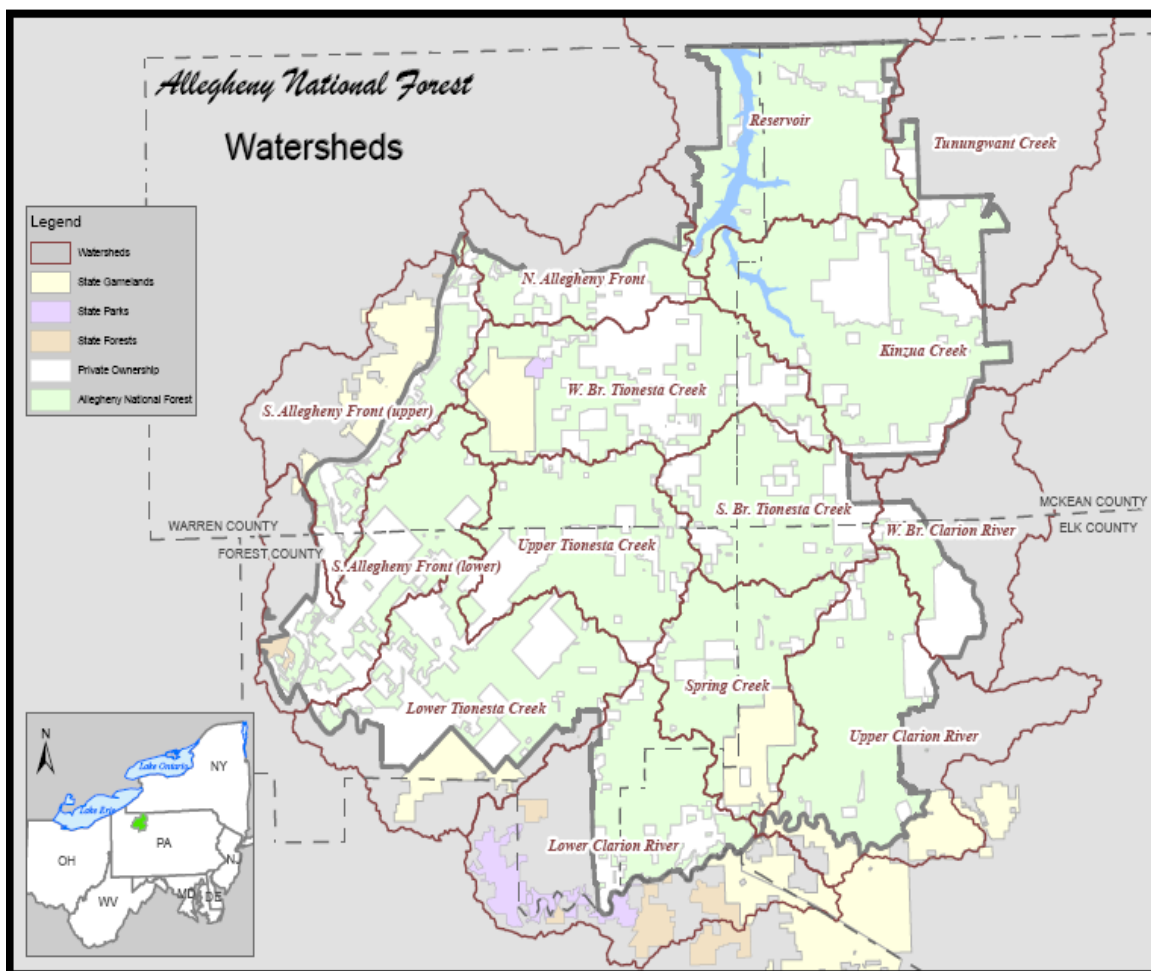 Allegheny National Forest
Watersheds
Legend
Watersheds
State Gamelands
State Parks
State Forests
Private Ownership
Allegheny National Forest
Reservoir
Tunungwant Creek
N. Allegheny Front
Kinzua Creek
W. Br. Tionesta Creek
S. Allegheny Front (upper)
S. Br. Tionesta Creek
MCKEAN COUNTY
ELK COUNTY
W. Br. Clarion River
WARREN COUNTY
FOREST COUNTY
Upper Tionesta Creek
S. Allegheny Front (lower)
Spring Creek
Lower Tionesta Creek
Upper Clarion River
Lower Clarion River
N
Lake Ontario
NY
Lake Erie
PA
OH
NJ
MD
DE
WV